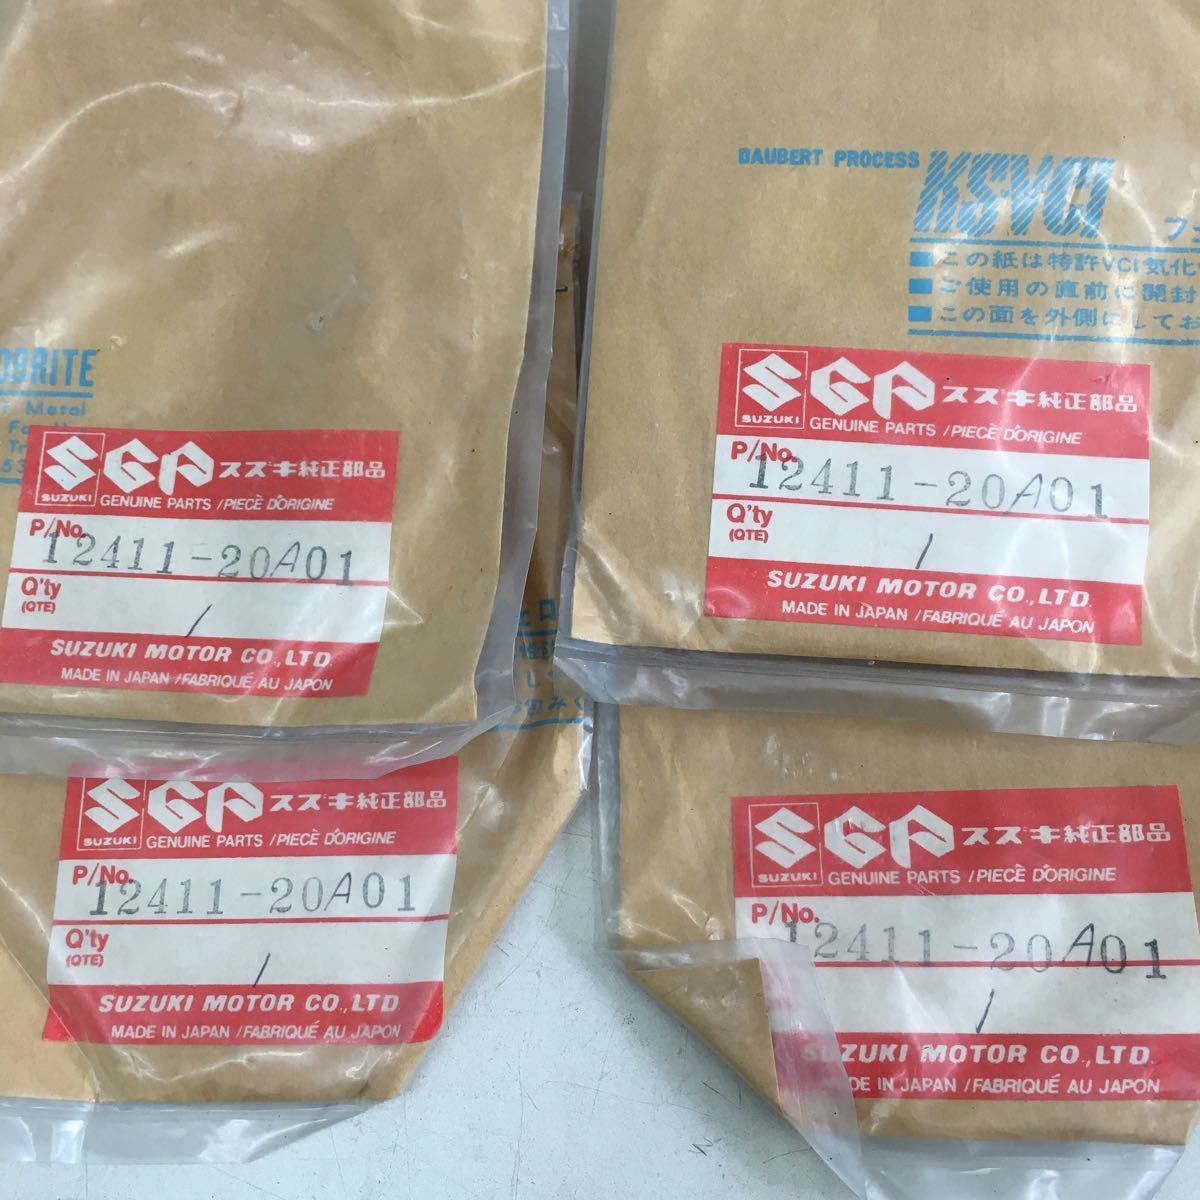 DAUBERT PROCESS KSVCI
■この紙は特許VCI気化
■ご使用の直前に開封
■この面を外側にしてお
OBRITE
Metal
SUZUKI SGP スズキ純正部品
GENUINE PARTS / PIECÈ D'ORIGINE
P/No. 12411-20A01
Q'ty (QTE) 1
SUZUKI MOTOR CO.,LTD.
MADE IN JAPAN / FABRIQUÉ AU JAPON
SUZUKI SGP スズキ純正部品
GENUINE PARTS / PIECÈ D'ORIGINE
P/No. 12411-20A01
Q'ty (QTE) 1
SUZUKI MOTOR CO.,LTD.
MADE IN JAPAN / FABRIQUÉ AU JAPON
SUZUKI SGP スズキ純正部品
GENUINE PARTS / PIECÈ D'ORIGINE
P/No. 12411-20A01
Q'ty (QTE) 1
SUZUKI MOTOR CO.,LTD.
MADE IN JAPAN / FABRIQUÉ AU JAPON
SUZUKI SGP スズキ純正部品
GENUINE PARTS / PIECÈ D'ORIGINE
P/No. 12411-20A01
1
SUZUKI MOTOR CO.,LTD.
MADE IN JAPAN / FABRIQUÉ AU JAPON